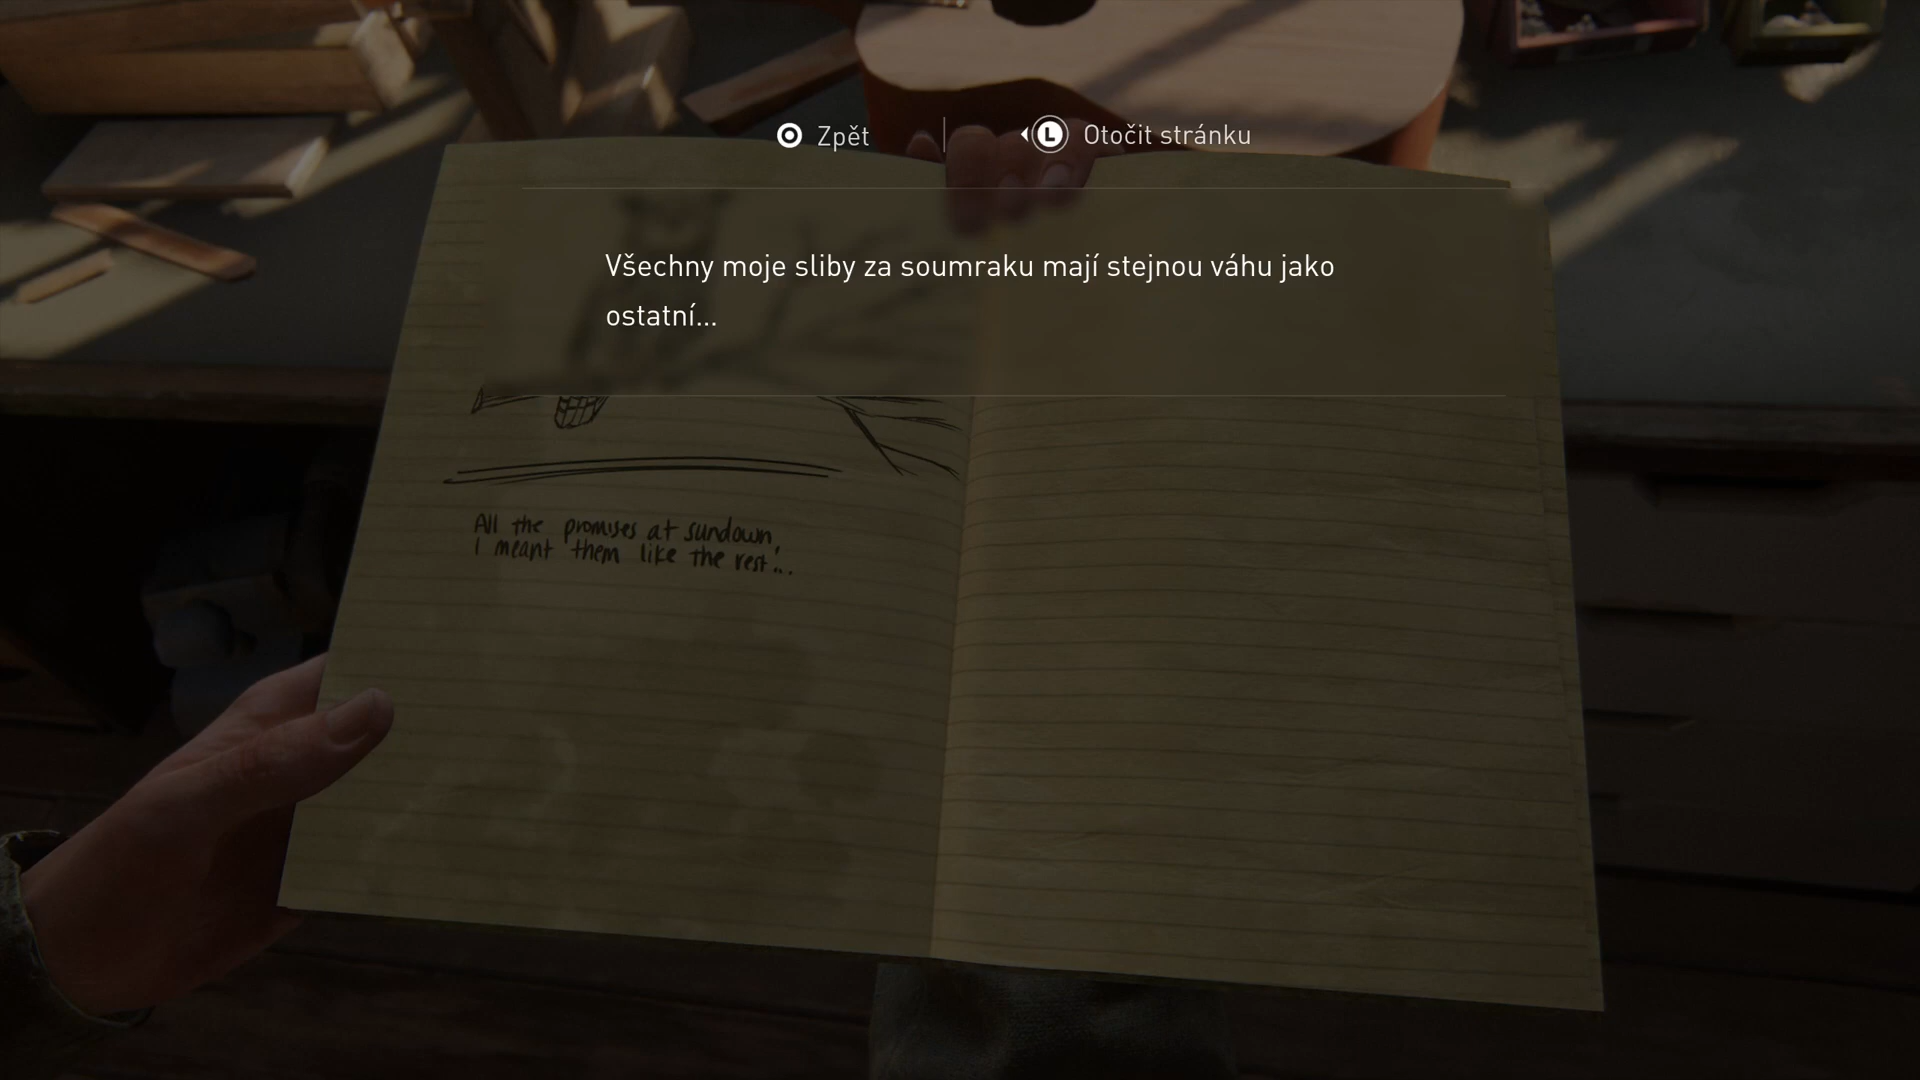 Zpět
L Otočit stránku
Všechny moje sliby za soumraku mají stejnou váhu jako
ostatní...
All the promises at sundown,
I meant them like the rest...